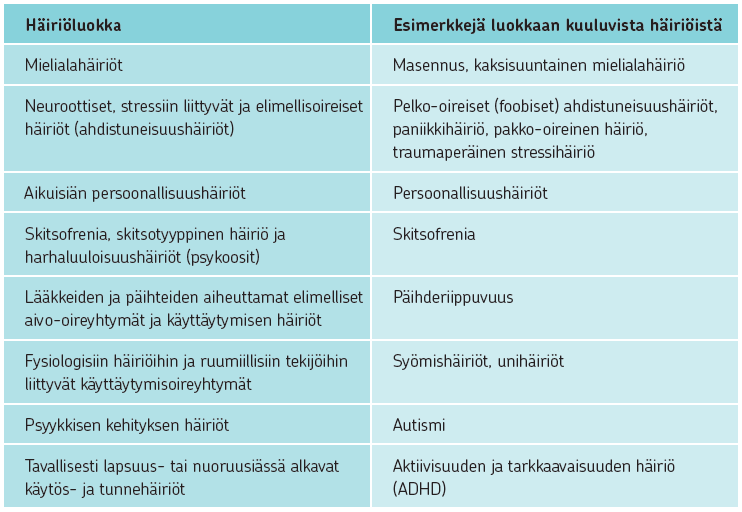 Häiriöluokka
Esimerkkejä luokkaan kuuluvista häiriöistä
Mielialahäiriöt
Masennus, kaksisuuntainen mielialahäiriö
Neuroottiset, stressiin liittyvät ja elimellisoireiset
häiriöt (ahdistuneisuushäiriöt)
Pelko-oireiset (foobiset) ahdistuneisuushäiriöt,
paniikkihäiriö, pakko-oireinen häiriö,
traumaperäinen stressihäiriö
Aikuisiän persoonallisuushäiriöt
Persoonallisuushäiriöt
Skitsofrenia, skitsotyyppinen häiriö ja
harhaluuloisuushäiriöt (psykoosit)
Skitsofrenia
Lääkkeiden ja päihteiden aiheuttamat elimelliset
aivo-oireyhtymät ja käyttäytymisen häiriöt
Päihderiippuvuus
Fysiologisiin häiriöihin ja ruumiillisiin tekijöihin
liittyvät käyttäytymisoireyhtymät
Syömishäiriöt, unihäiriöt
Psyykkisen kehityksen häiriöt
Autismi
Tavallisesti lapsuus- tai nuoruusiässä alkavat
käytös- ja tunnehäiriöt
Aktiivisuuden ja tarkkaavaisuuden häiriö
(ADHD)